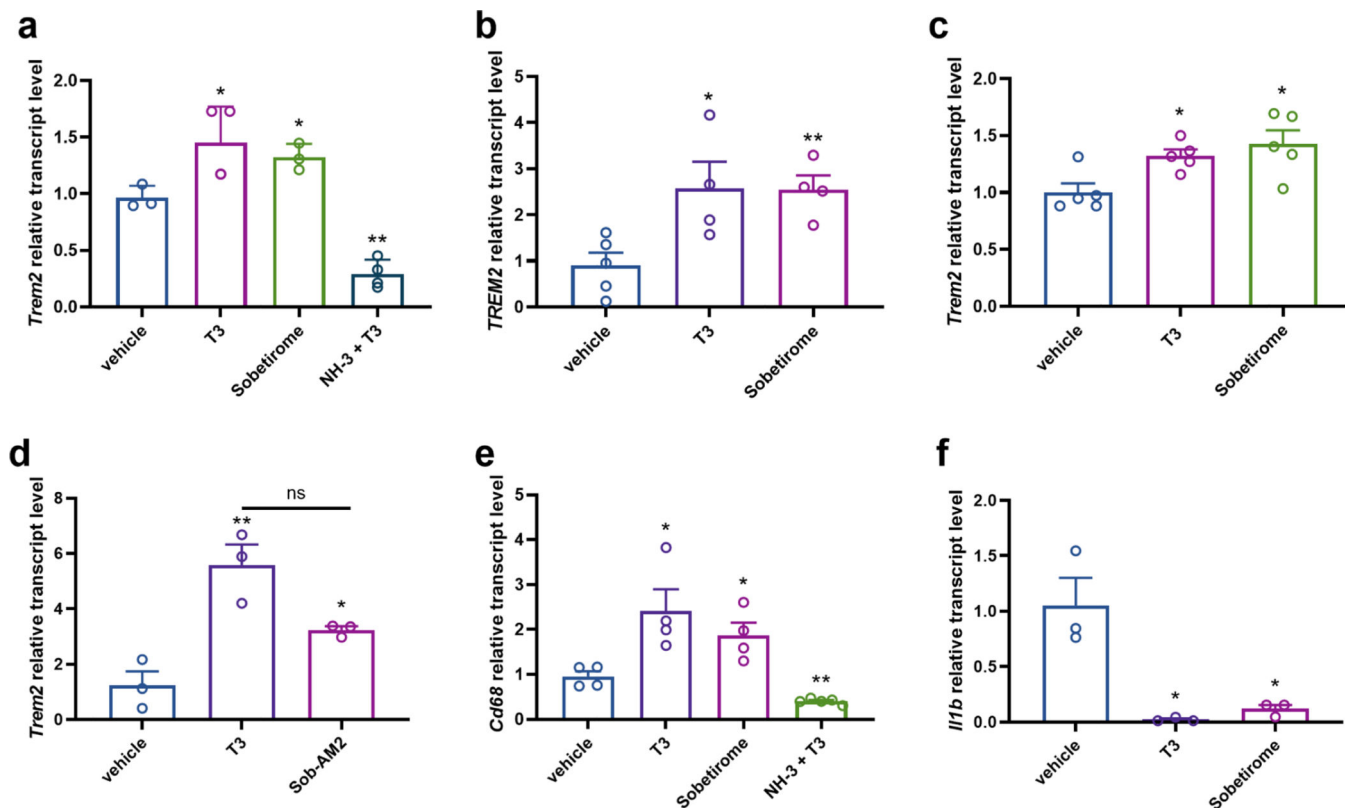 a
Trem2 relative transcript level
2.0
1.5
1.0
0.5
0.0
*
*
**
vehicle
T3
Sobetirome
NH-3 + T3
b
TREM2 relative transcript level
5
4
3
2
1
0
*
**
vehicle
T3
Sobetirome
c
Trem2 relative transcript level
2.0
1.5
1.0
0.5
0.0
*
*
vehicle
T3
Sobetirome
d
Trem2 relative transcript level
8
6
4
2
0
ns
**
*
vehicle
T3
Sob-AM2
e
Cd68 relative transcript level
5
4
3
2
1
0
*
*
**
vehicle
T3
Sobetirome
NH-3 + T3
f
Il1b relative transcript level
2.0
1.5
1.0
0.5
0.0
*
*
vehicle
T3
Sobetirome